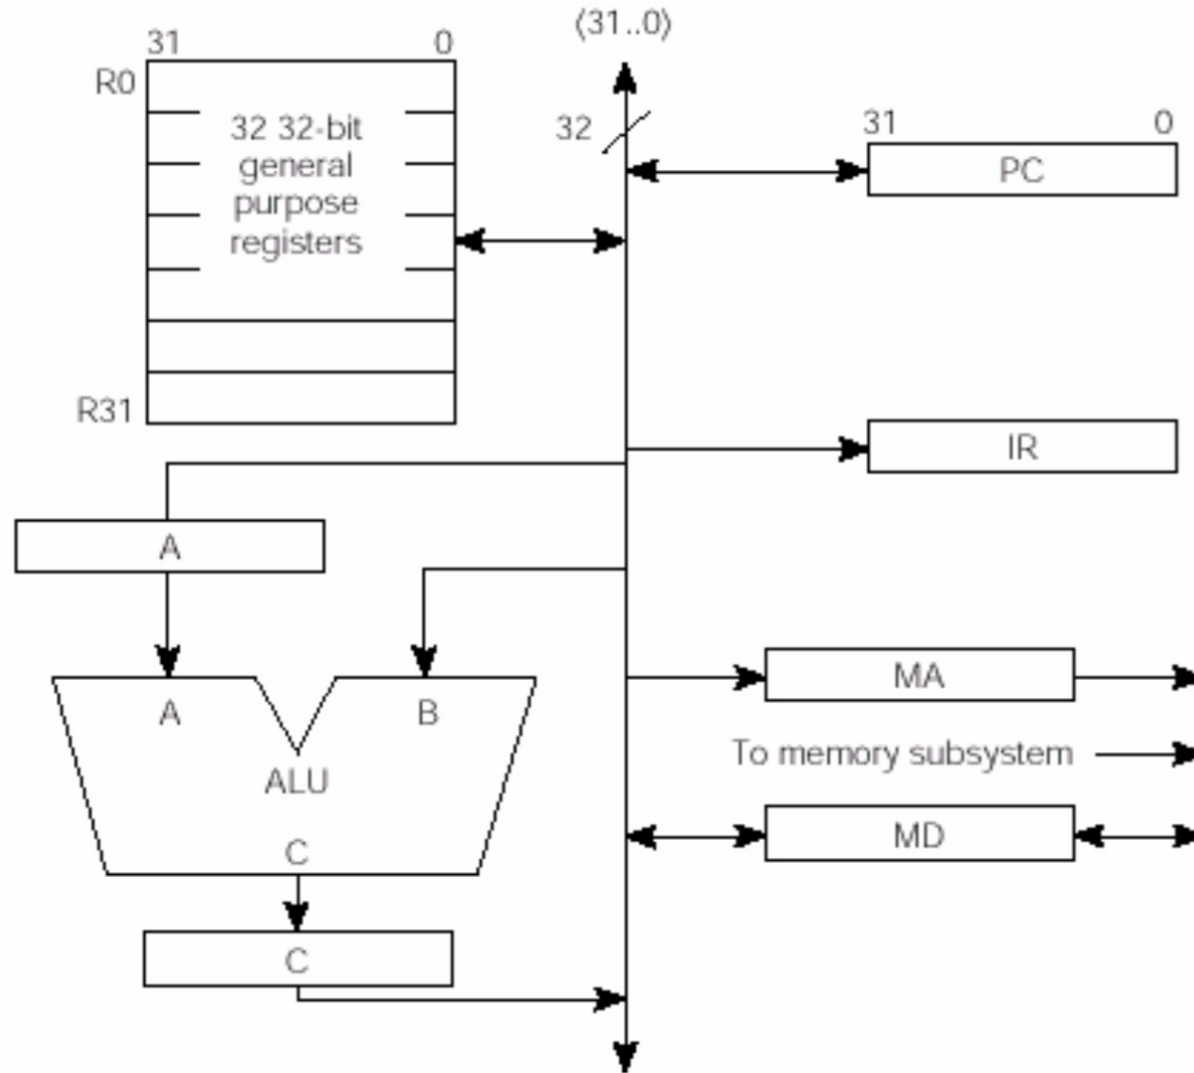 ⟨31..0⟩
31 0
R0
32 32-bit
general
purpose
registers
R31
32
31 0
PC
IR
A
A
B
ALU
C
C
MA
To memory subsystem
MD